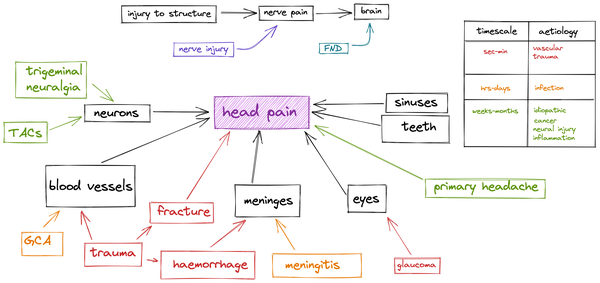 injury to structure
nerve pain
brain
nerve injury
FND
timescale
aetiology
sec-min
vascular
trauma
hrs-days
infection
weeks-months
idiopathic
cancer
neural injury
inflammation
trigeminal
neuralgia
TACs
neurons
head pain
sinuses
teeth
blood vessels
fracture
meninges
eyes
primary headache
GCA
trauma
haemorrhage
meningitis
glaucoma